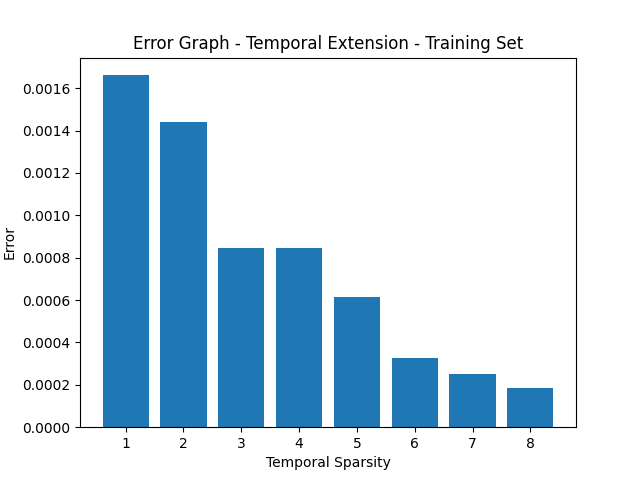 Error Graph - Temporal Extension - Training Set
0.0016
0.0014
0.0012
0.0010
0.0008
0.0006
0.0004
0.0002
0.0000
Error
1 2 3 4 5 6 7 8
Temporal Sparsity